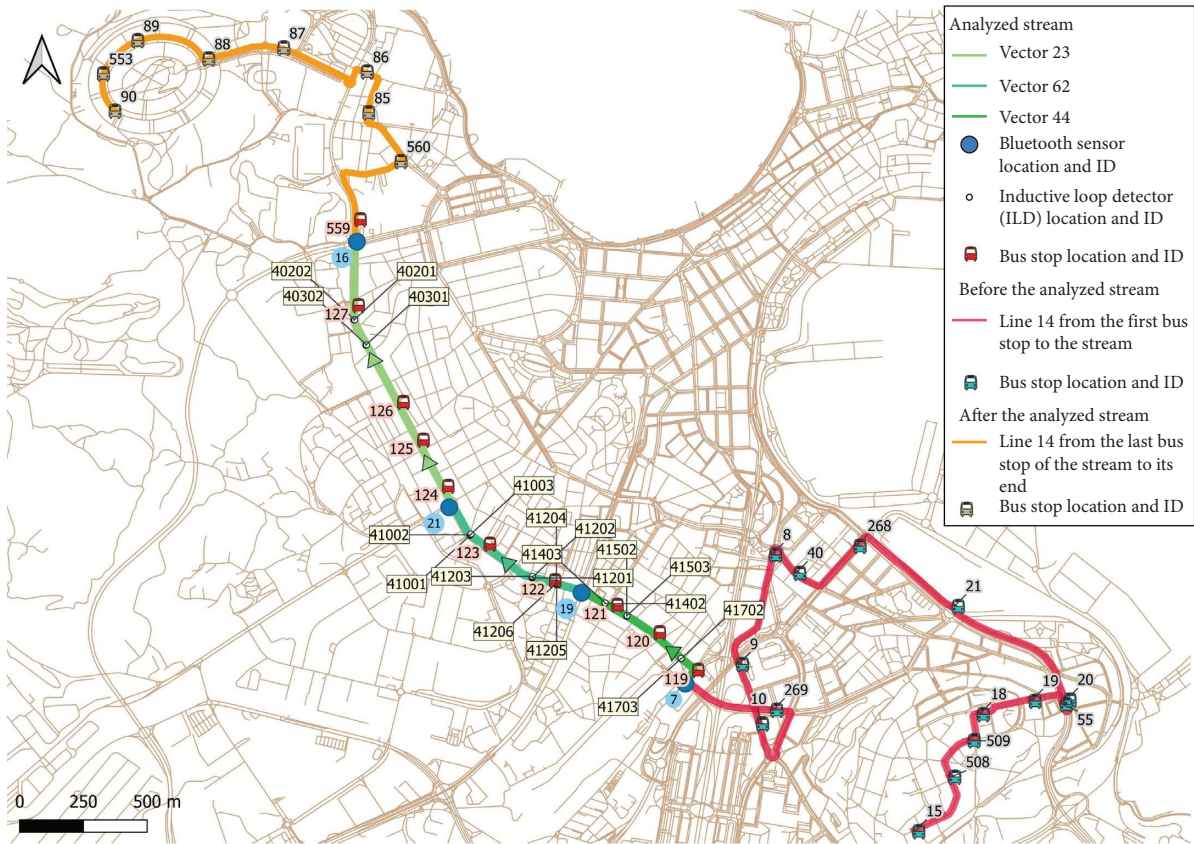 89
88
87
86
553
90
85
560
559
16
40202
40201
40302
40301
127
126
125
124
21
41003
41204
41202
41403
41502
41002
123
41503
41001
41203
122
41201
41402
19
121
41702
41206
41205
120
119
7
41703
8
40
268
21
9
10
269
18
19
20
55
509
508
15
0 250 500 m
Analyzed stream
Vector 23
Vector 62
Vector 44
Bluetooth sensor
location and ID
Inductive loop detector
(ILD) location and ID
Bus stop location and ID
Before the analyzed stream
Line 14 from the first bus
stop to the stream
Bus stop location and ID
After the analyzed stream
Line 14 from the last bus
stop of the stream to its
end
Bus stop location and ID